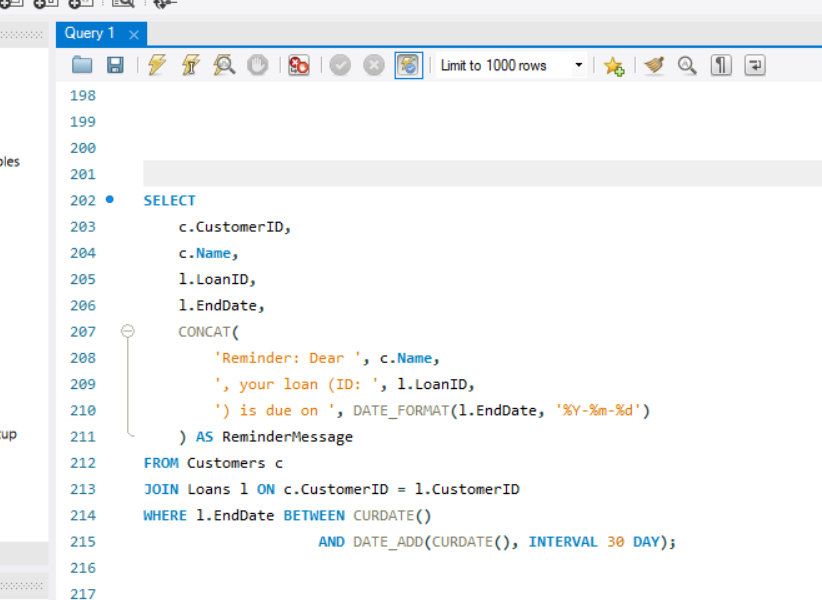 Query 1
Limit to 1000 rows
198
199
200
201
202 SELECT
203 c.CustomerID,
204 c.Name,
205 l.LoanID,
206 l.EndDate,
207 CONCAT(
208 'Reminder: Dear ', c.Name,
209 ', your loan (ID: ', l.LoanID,
210 ') is due on ', DATE_FORMAT(l.EndDate, '%Y-%m-%d')
211 ) AS ReminderMessage
212 FROM Customers c
213 JOIN Loans l ON c.CustomerID = l.CustomerID
214 WHERE l.EndDate BETWEEN CURDATE()
215 AND DATE_ADD(CURDATE(), INTERVAL 30 DAY);
216
217